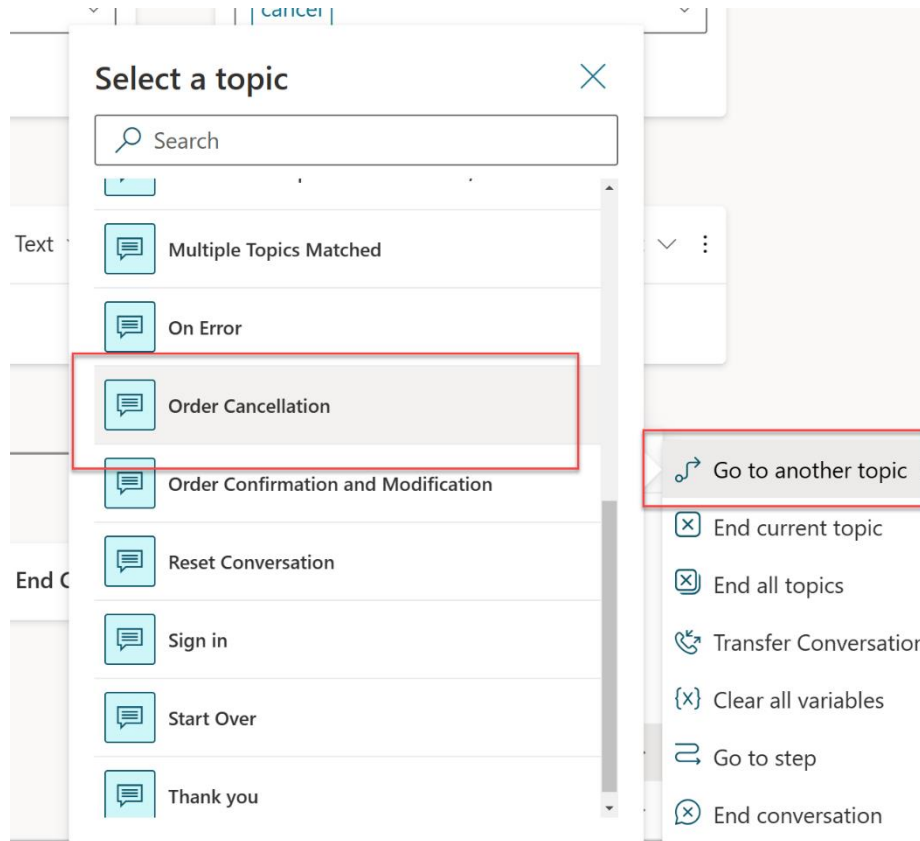 cancel
Select a topic
Search
Text
Multiple Topics Matched
On Error
Order Cancellation
Go to another topic
Order Confirmation and Modification
End current topic
Reset Conversation
End C
End all topics
Sign in
Transfer Conversation
Clear all variables
Start Over
Go to step
Thank you
End conversation